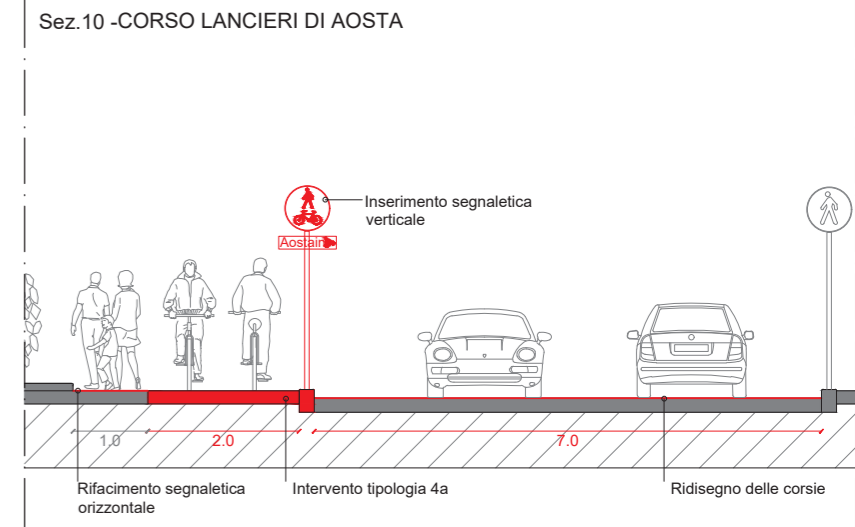 Sez.10 -CORSO LANCIERI DI AOSTA
Inserimento segnaletica
verticale
Aostain
1.0
2.0
7.0
Rifacimento segnaletica
orizzontale
Intervento tipologia 4a
Ridisegno delle corsie